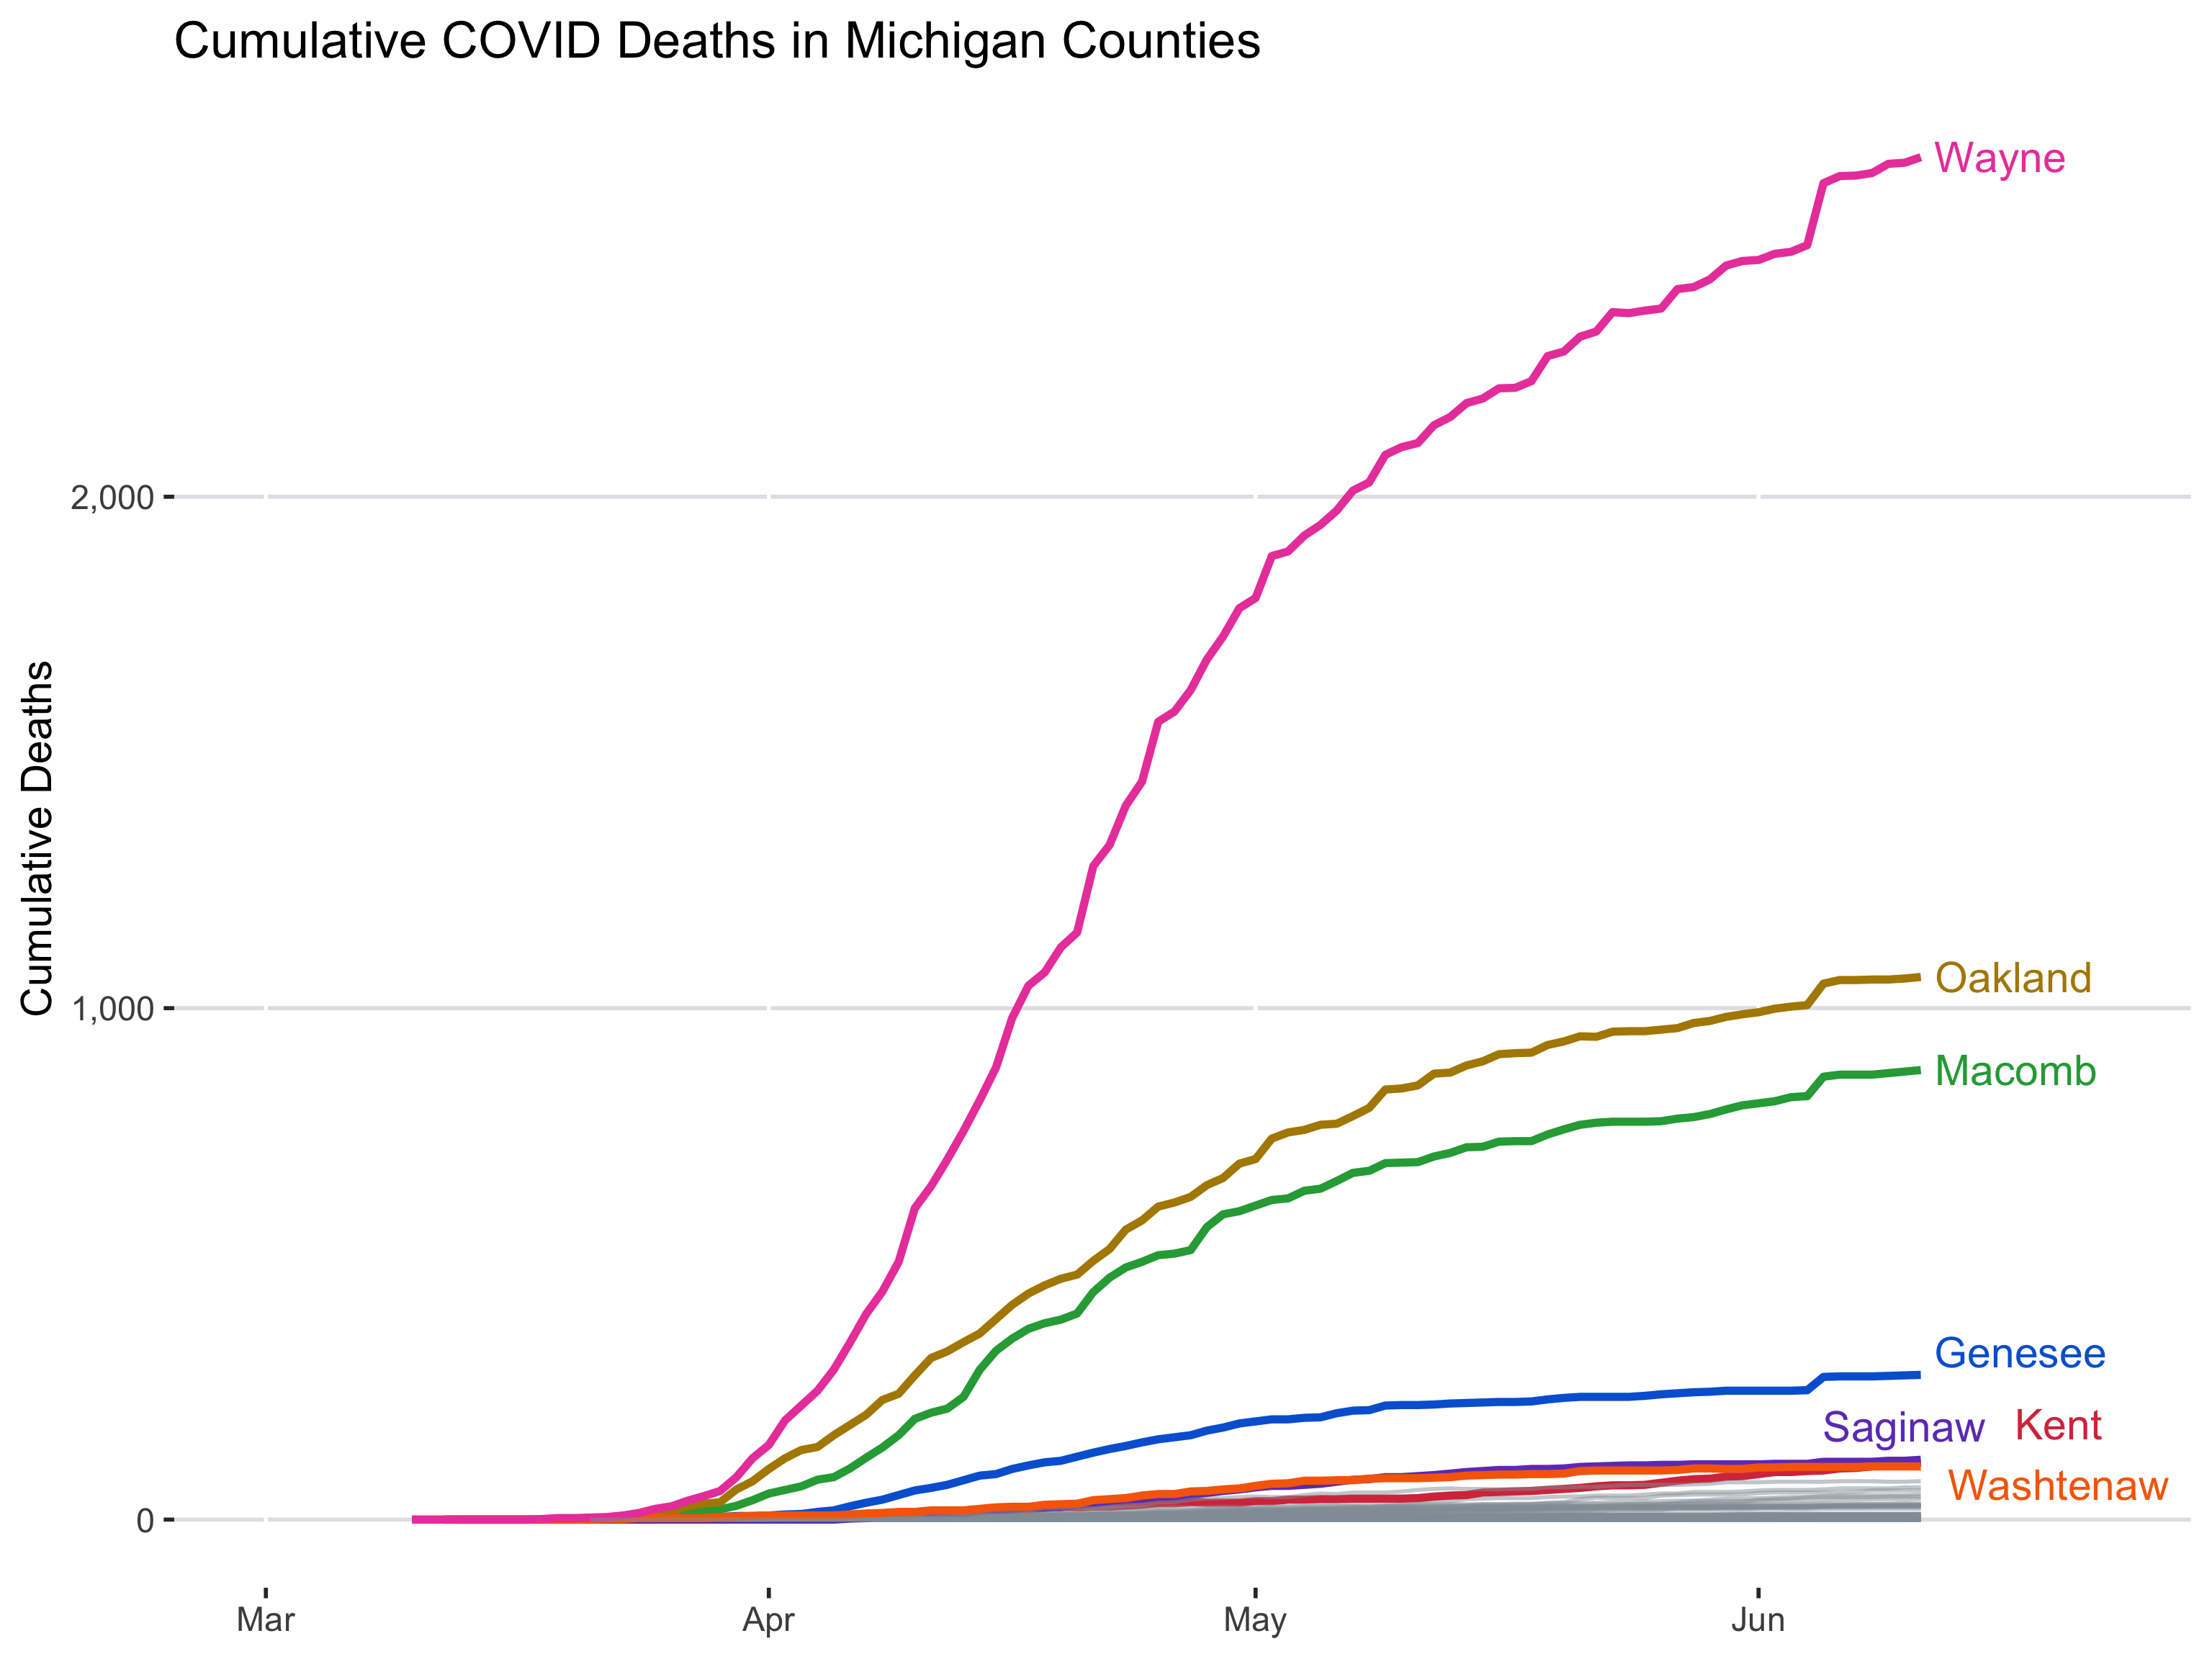 Cumulative COVID Deaths in Michigan Counties
Wayne
2,000
Cumulative Deaths
Oakland
1,000
Macomb
Genesee
Saginaw Kent
Washtenaw
0
Mar Apr May Jun